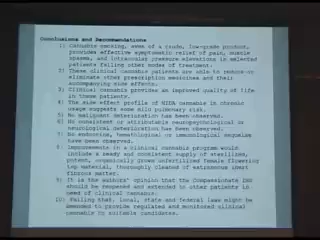 Conclusions and Recommendations
1) Cannabis smoking, even of a crude, low-grade product,
provides effective symptomatic relief of pain, muscle
spasm, and intraocular pressure elevations in selected
patients failing other modes of treatment.
2) These clinical cannabis patients are able to reduce or
eliminate other prescription medicines and their
accompanying side effects.
3) Clinical cannabis provides an improved quality of life
in these patients.
4) The side effect profile of NIDA cannabis in chronic
usage suggests some mild pulmonary risk.
5) No malignant deterioration has been observed.
6) No consistent or attributable neuropsychological or
neurological deterioration has been observed.
7) No endocrine, hematological or immunological sequelae
have been observed.
8) Improvements in a clinical cannabis program would
include a ready and consistent supply of sterilized,
potent, organically grown unfertilized female flowering
top material, thoroughly cleaned of extraneous inert
fibrous matter.
9) It is the authors' opinion that the Compassionate IND
should be reopened and extended to other patients in
need of clinical cannabis.
10) Failing that, local, state and federal laws might be
amended to provide regulated and monitored clinical
cannabis to suitable candidates.